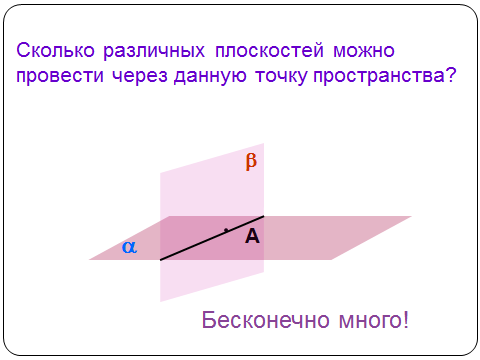 Сколько различных плоскостей можно
провести через данную точку пространства?
β
α
А
Бесконечно много!